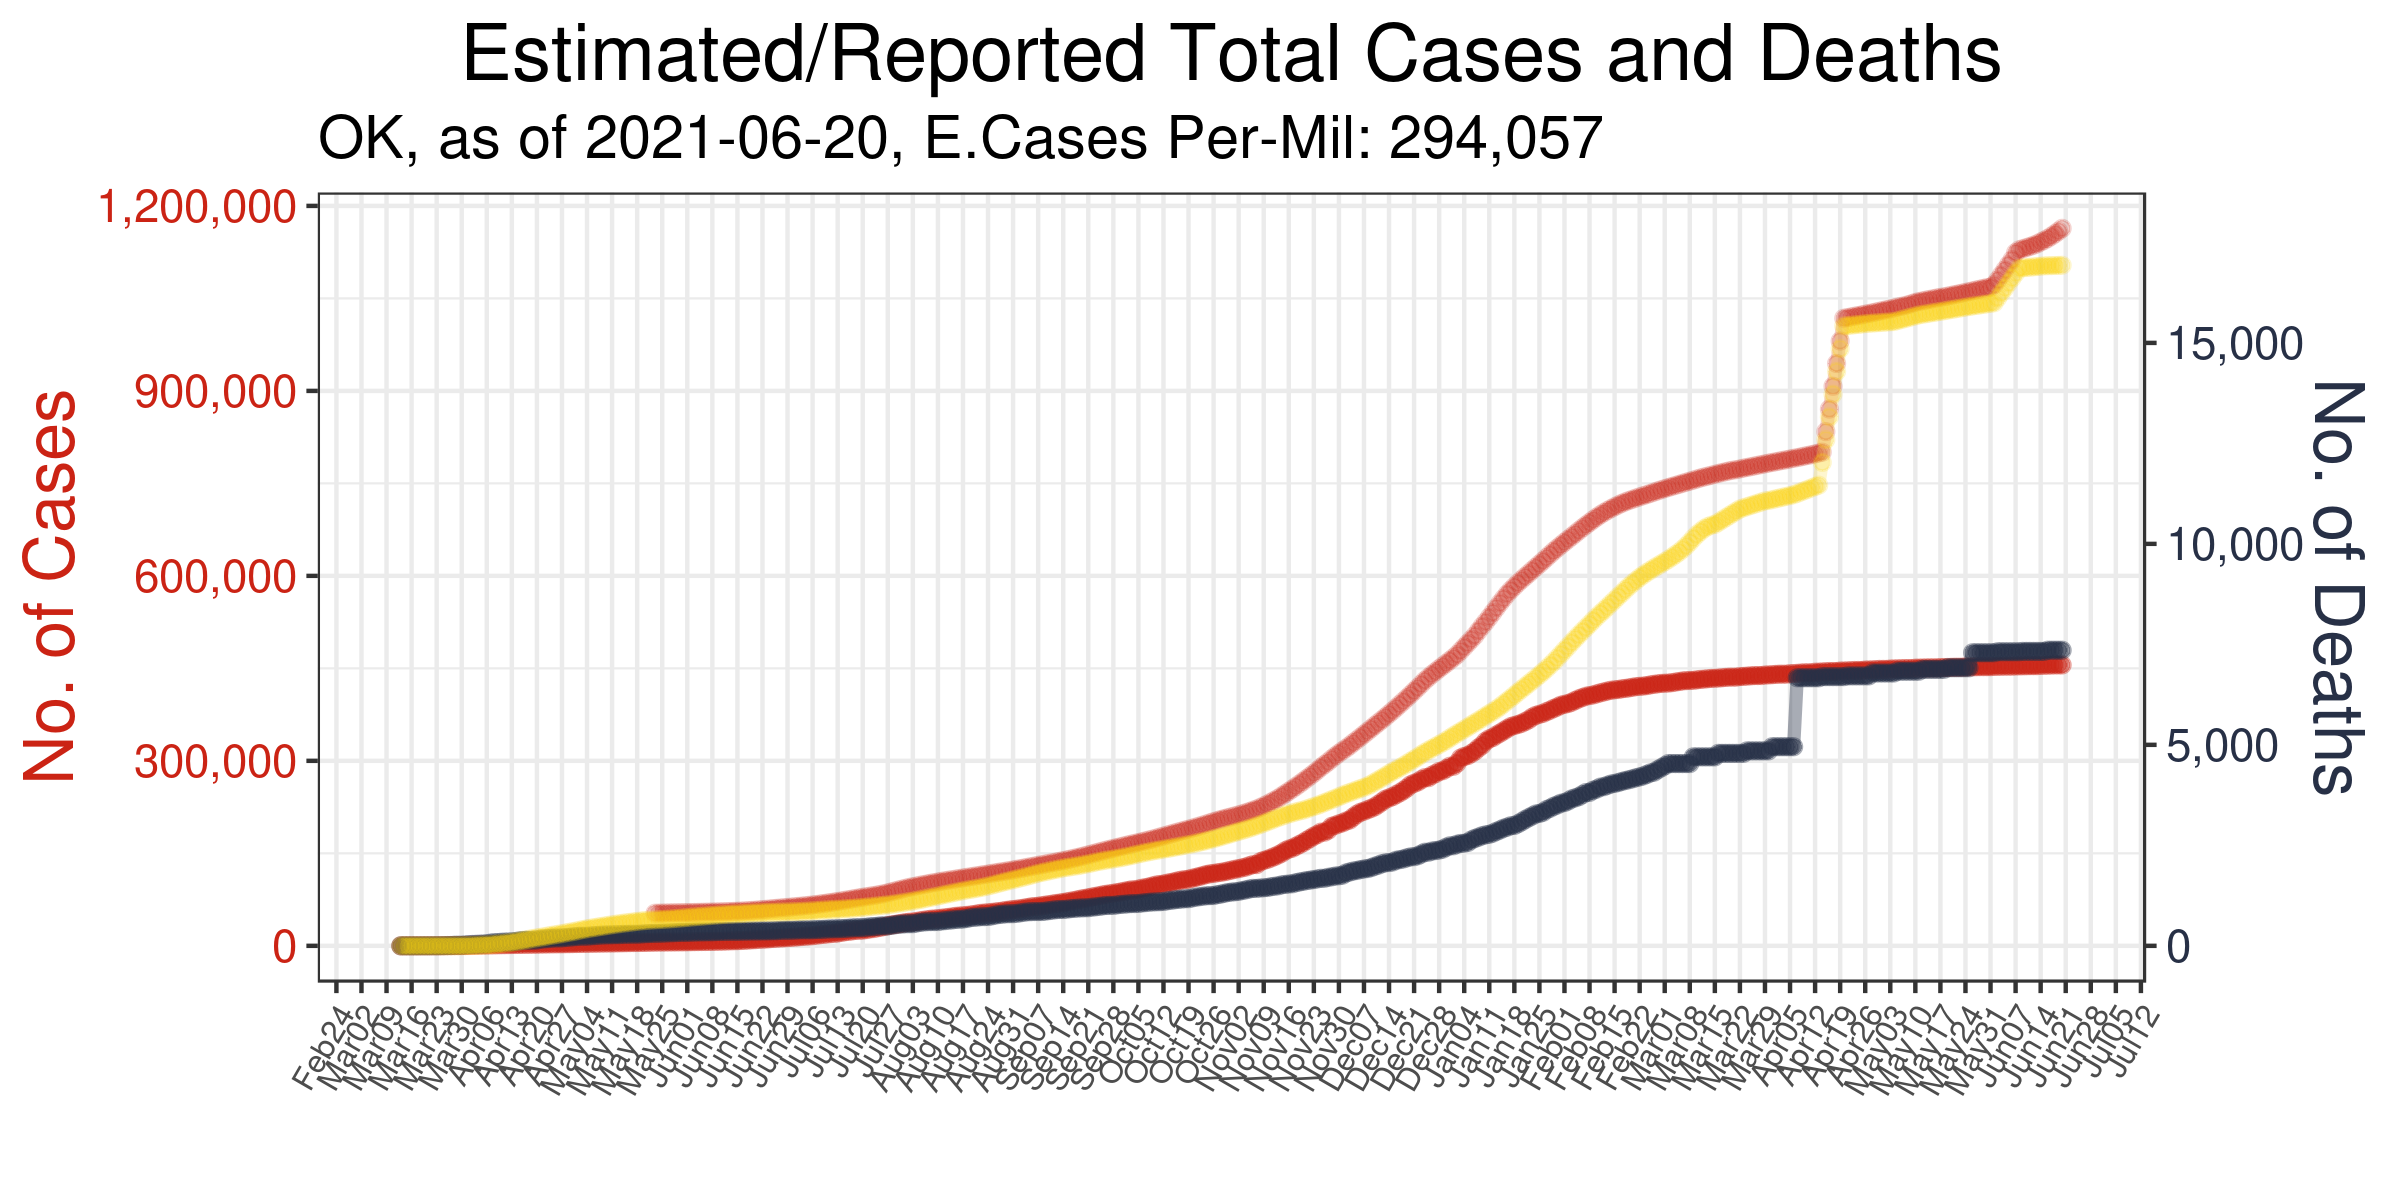 Estimated/Reported Total Cases and Deaths
OK, as of 2021-06-20, E.Cases Per-Mil: 294,057
No. of Cases
1,200,000
900,000
600,000
300,000
0
15,000
10,000
5,000
0
No. of Deaths
Feb24
Mar02
Mar09
Mar16
Mar23
Mar30
Apr06
Apr13
Apr20
Apr27
May04
May11
May18
May25
Jun01
Jun08
Jun15
Jun22
Jun29
Jul06
Jul13
Jul20
Jul27
Aug03
Aug10
Aug17
Aug24
Aug31
Sep07
Sep14
Sep21
Sep28
Oct05
Oct12
Oct19
Oct26
Nov02
Nov09
Nov16
Nov23
Nov30
Dec07
Dec14
Dec21
Dec28
Jan04
Jan11
Jan18
Jan25
Feb01
Feb08
Feb15
Feb22
Mar01
Mar08
Mar15
Mar22
Mar29
Apr05
Apr12
Apr19
Apr26
May03
May10
May17
May24
May31
Jun07
Jun14
Jun21
Jun28
Jul05
Jul12